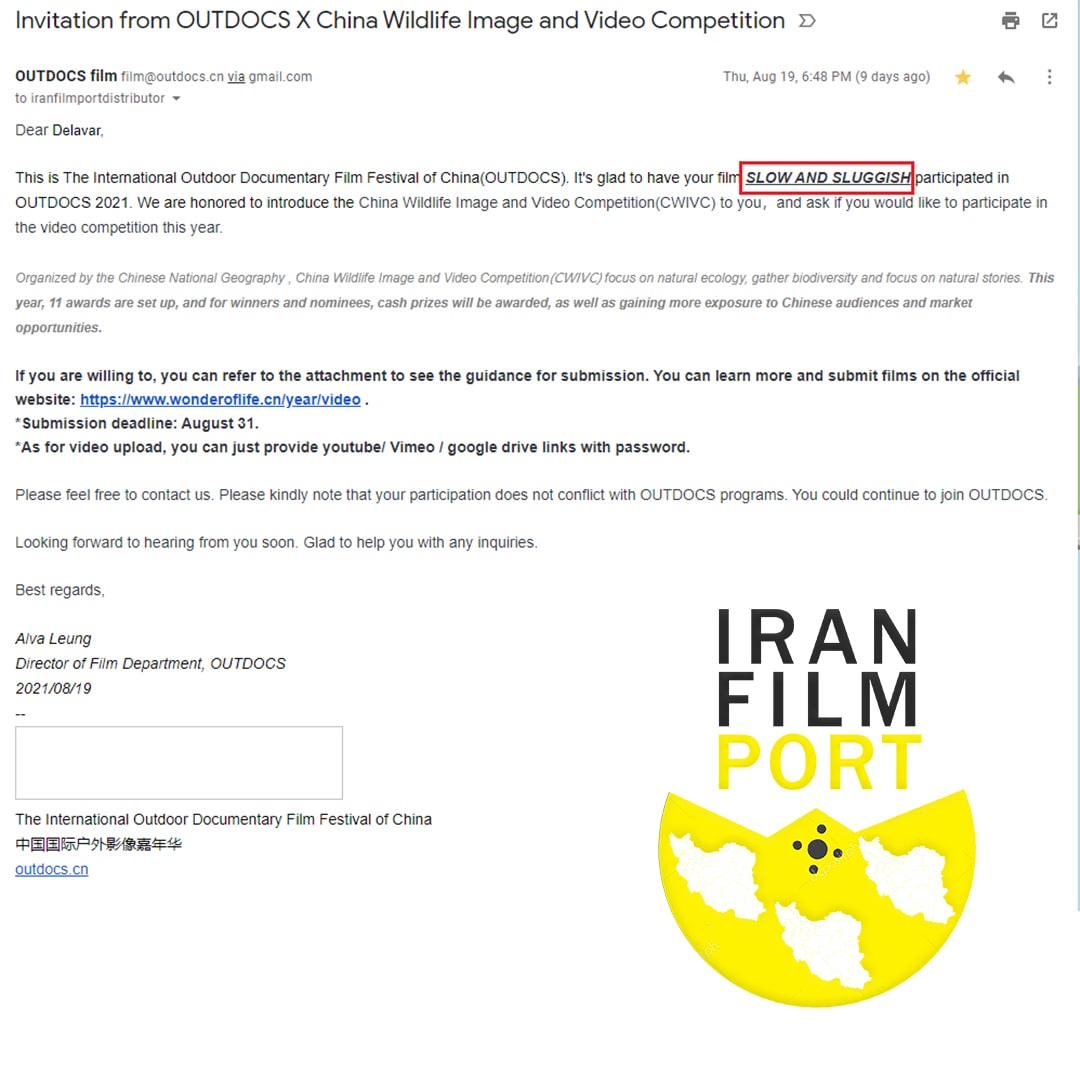 Invitation from OUTDOCS X China Wildlife Image and Video Competition
OUTDOCS film film@outdocs.cn via gmail.com
Thu, Aug 19, 6:48 PM (9 days ago)
to iranfilmportdistributor
Dear Delavar,
This is The International Outdoor Documentary Film Festival of China(OUTDOCS). It's glad to have your film SLOW AND SLUGGISH participated in
OUTDOCS 2021. We are honored to introduce the China Wildlife Image and Video Competition(CWIVC) to you，and ask if you would like to participate in
the video competition this year.
Organized by the Chinese National Geography , China Wildlife Image and Video Competition(CWIVC) focus on natural ecology, gather biodiversity and focus on natural stories. This
year, 11 awards are set up, and for winners and nominees, cash prizes will be awarded, as well as gaining more exposure to Chinese audiences and market
opportunities.
If you are willing to, you can refer to the attachment to see the guidance for submission. You can learn more and submit films on the official
website: https://www.wonderoflife.cn/year/video .
*Submission deadline: August 31.
*As for video upload, you can just provide youtube/ Vimeo / google drive links with password.
Please feel free to contact us. Please kindly note that your participation does not conflict with OUTDOCS programs. You could continue to join OUTDOCS.
Looking forward to hearing from you soon. Glad to help you with any inquiries.
Best regards,
Alva Leung
Director of Film Department, OUTDOCS
2021/08/19
--
The International Outdoor Documentary Film Festival of China
中国国际户外影像嘉年华
outdocs.cn
IRAN
FILM
PORT